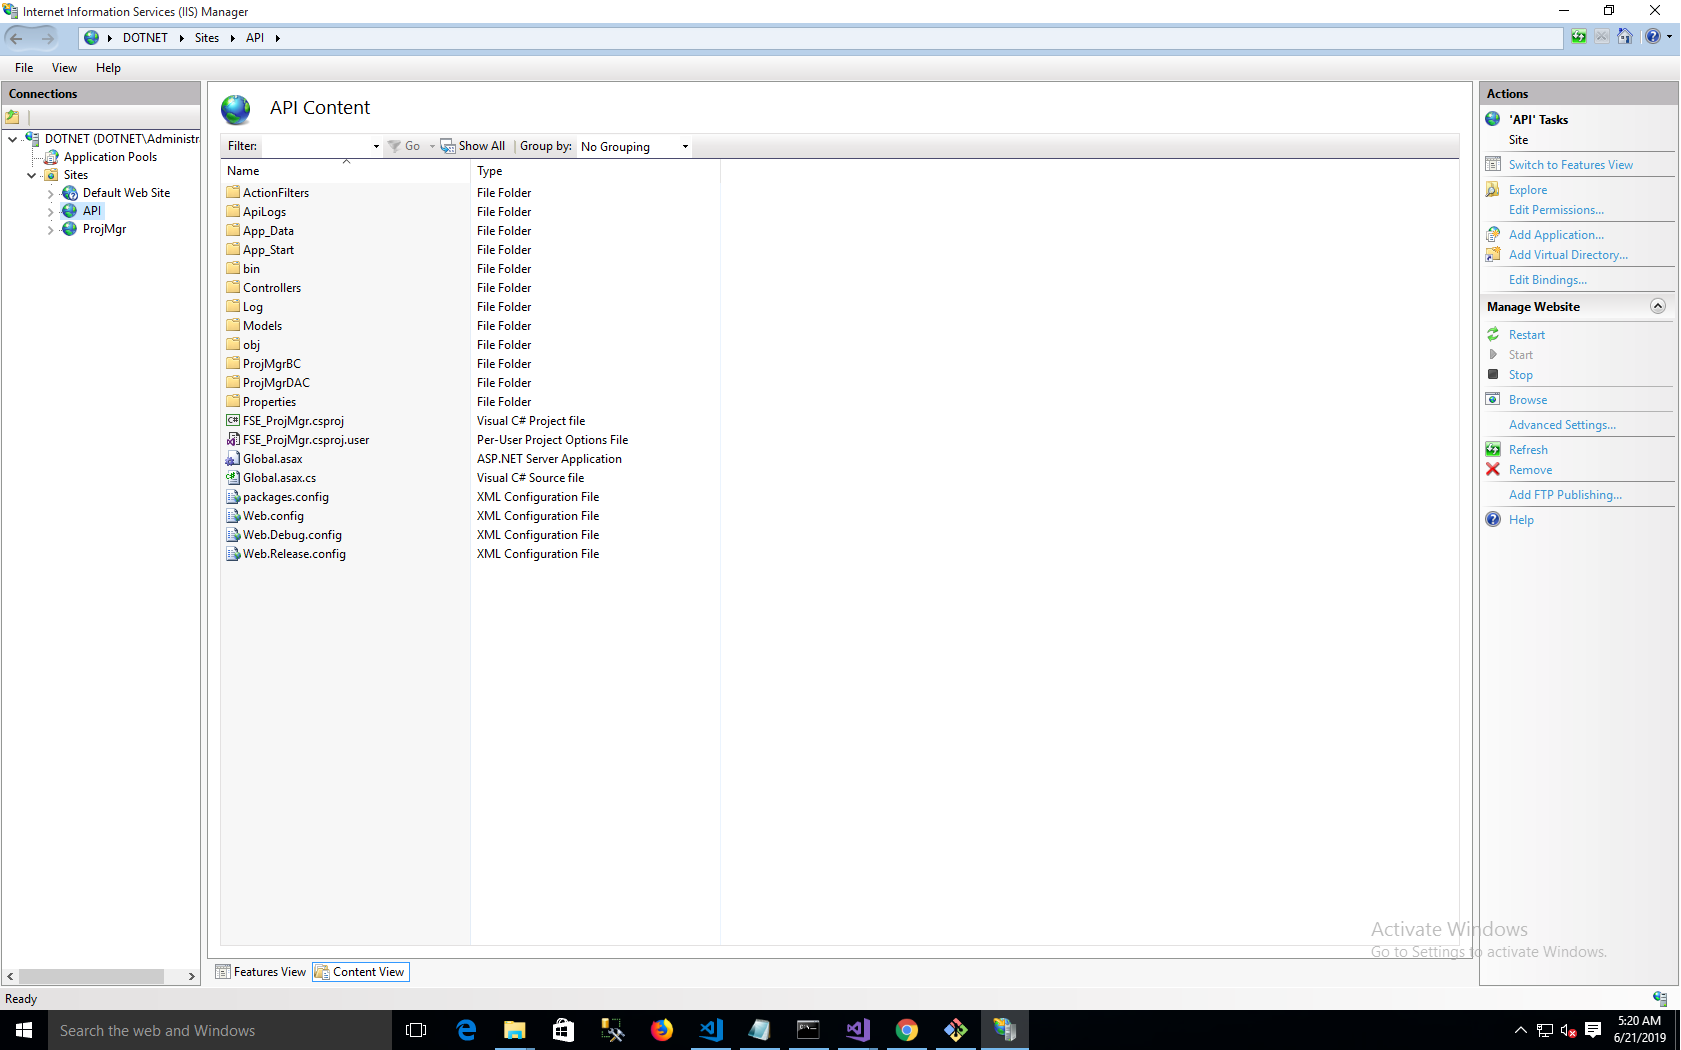 Internet Information Services (IIS) Manager
DOTNET
Sites
API
File
View
Help
Connections
DOTNET (DOTNET\Administr
Application Pools
Sites
Default Web Site
API
ProjMgr
API Content
Filter:
Go
Show All
Group by:
No Grouping
Name Type
ActionFilters File Folder
ApiLogs File Folder
App_Data File Folder
App_Start File Folder
bin File Folder
Controllers File Folder
Log File Folder
Models File Folder
obj File Folder
ProjMgrBC File Folder
ProjMgrDAC File Folder
Properties File Folder
FSE_ProjMgr.csproj Visual C# Project file
FSE_ProjMgr.csproj.user Per-User Project Options File
Global.asax ASP.NET Server Application
Global.asax.cs Visual C# Source file
packages.config XML Configuration File
Web.config XML Configuration File
Web.Debug.config XML Configuration File
Web.Release.config XML Configuration File
Features View
Content View
Actions
'API' Tasks
Site
Switch to Features View
Explore
Edit Permissions...
Add Application...
Add Virtual Directory...
Edit Bindings...
Manage Website
Restart
Start
Stop
Browse
Advanced Settings...
Refresh
Remove
Add FTP Publishing...
Help
Activate Windows
Go to Settings to activate Windows.
Ready
Search the web and Windows
5:20 AM
6/21/2019